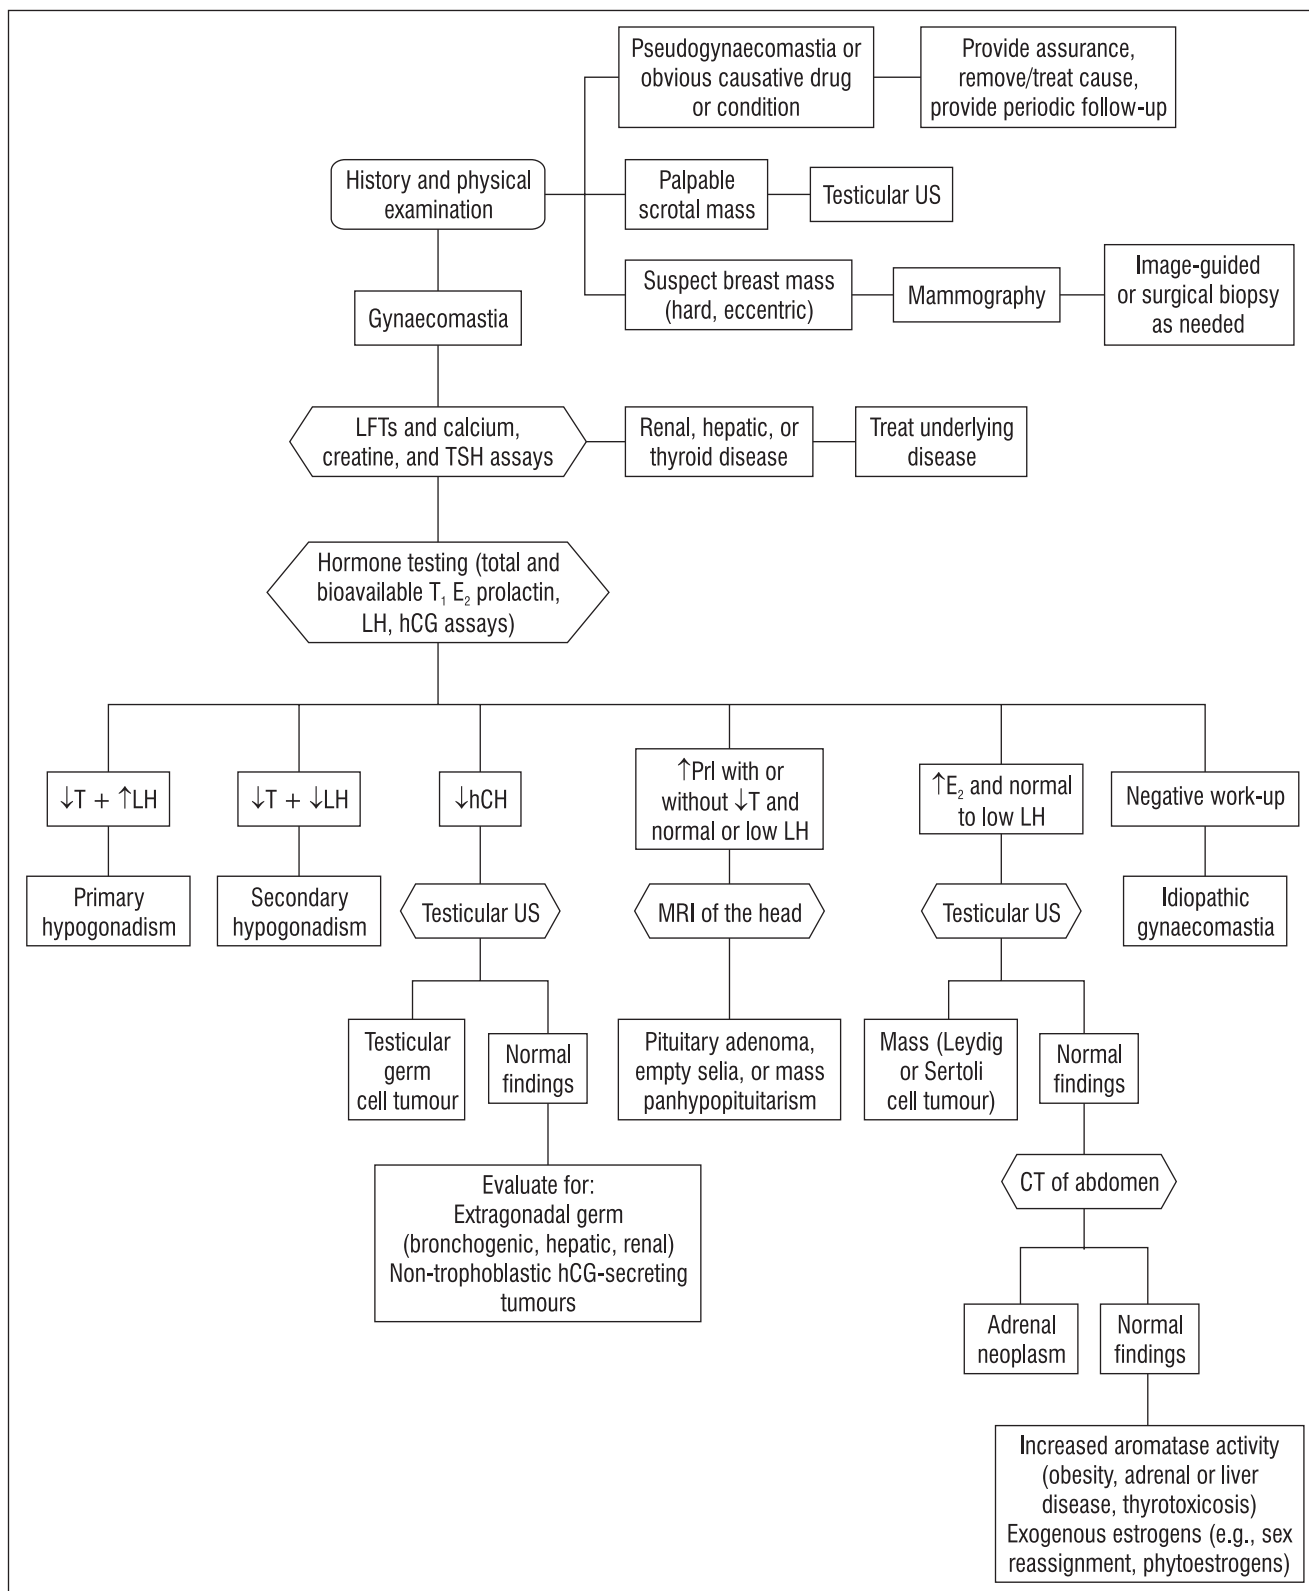 Pseudogynaecomastia or
obvious causative drug
or condition
Provide assurance,
remove/treat cause,
provide periodic follow-up
History and physical
examination
Palpable
scrotal mass
Testicular US
Suspect breast mass
(hard, eccentric)
Mammography
Image-guided
or surgical biopsy
as needed
Gynaecomastia
LFTs and calcium,
creatine, and TSH assays
Renal, hepatic, or
thyroid disease
Treat underlying
disease
Hormone testing (total and
bioavailable T₁ E₂ prolactin,
LH, hCG assays)
↓T + ↑LH
↓T + ↓LH
↓hCH
↑Prl with or
without ↓T and
normal or low LH
↑E₂ and normal
to low LH
Negative work-up
Primary
hypogonadism
Secondary
hypogonadism
Testicular US
MRI of the head
Testicular US
Idiopathic
gynaecomastia
Testicular
germ
cell tumour
Normal
findings
Pituitary adenoma,
empty selia, or mass
panhypopituitarism
Mass (Leydig
or Sertoli
cell tumour)
Normal
findings
Evaluate for:
Extragonadal germ
(bronchogenic, hepatic, renal)
Non-trophoblastic hCG-secreting
tumours
CT of abdomen
Adrenal
neoplasm
Normal
findings
Increased aromatase activity
(obesity, adrenal or liver
disease, thyrotoxicosis)
Exogenous estrogens (e.g., sex
reassignment, phytoestrogens)